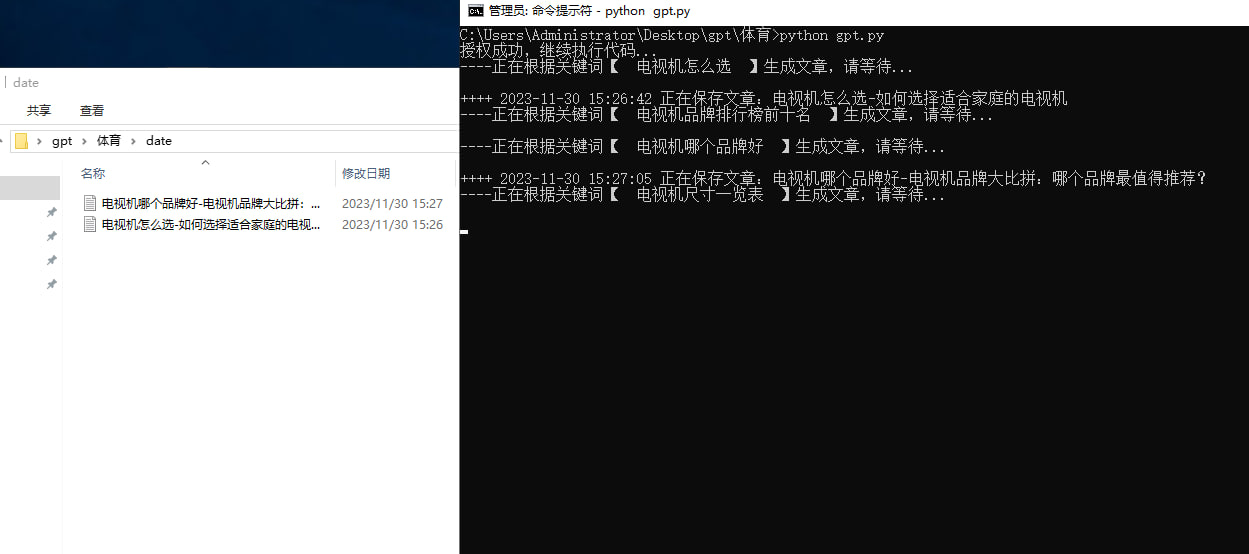 date
共享 查看
gpt 体育 date
名称 修改日期
电视机哪个品牌好-电视机品牌大比拼：... 2023/11/30 15:27
电视机怎么选-如何选择适合家庭的电视... 2023/11/30 15:26
管理员: 命令提示符 - python gpt.py
C:\Users\Administrator\Desktop\gpt\体育>python gpt.py
授权成功，继续执行代码...
----正在根据关键词【 电视机怎么选 】生成文章，请等待...
++++ 2023-11-30 15:26:42 正在保存文章：电视机怎么选-如何选择适合家庭的电视机
----正在根据关键词【 电视机品牌排行榜前十名 】生成文章，请等待...
----正在根据关键词【 电视机哪个品牌好 】生成文章，请等待...
++++ 2023-11-30 15:27:05 正在保存文章：电视机哪个品牌好-电视机品牌大比拼：哪个品牌最值得推荐？
----正在根据关键词【 电视机尺寸一览表 】生成文章，请等待...